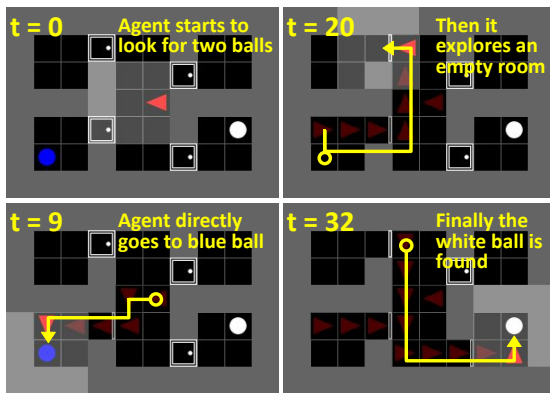 t = 0
Agent starts to
look for two balls
t = 20
Then it
explores an
empty room
t = 9
Agent directly
goes to blue ball
t = 32
Finally the
white ball is
found